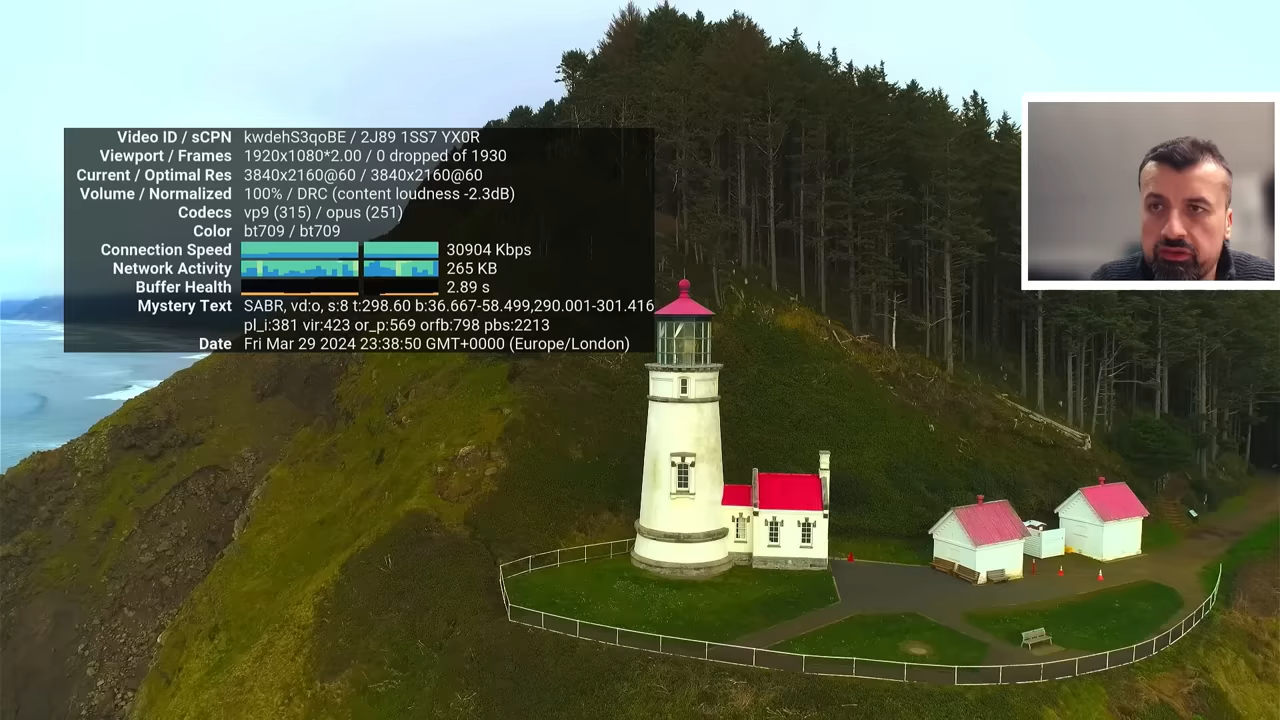 Video ID / sCPN kwdehS3qoBE / 2J89 1SS7 YX0R
Viewport / Frames 1920x1080*2.00 / 0 dropped of 1930
Current / Optimal Res 3840x2160@60 / 3840x2160@60
Volume / Normalized 100% / DRC (content loudness -2.3dB)
Codecs vp9 (315) / opus (251)
Color bt709 / bt709
Connection Speed 30904 Kbps
Network Activity 265 KB
Buffer Health 2.89 s
Mystery Text SABR, vd:o, s:8 t:298.60 b:36.667-58.499,290.001-301.416
pl_i:381 vir:423 or_p:569 orfb:798 pbs:2213
Date Fri Mar 29 2024 23:38:50 GMT+0000 (Europe/London)